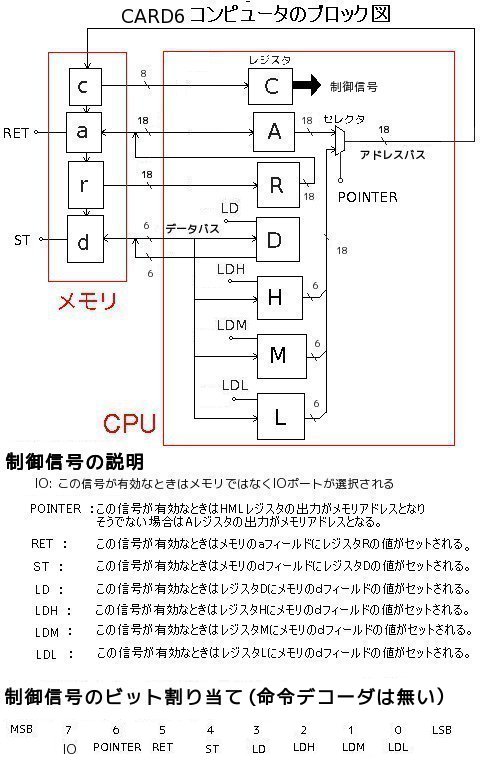 CARD6 コンピュータのブロック図
レジスタ
c
8
C
制御信号
RET
a
18
A
18
セレクタ
18
アドレスバス
r
18
R
18
POINTER
ST
d
6
データバス
LD
D
6
18
LDH
H
6
メモリ
LDM
M
6
LDL
L
6
CPU
制御信号の説明
IO: この信号が有効なときはメモリではなくIOポートが選択される
POINTER :この信号が有効なときはHMLレジスタの出力がメモリアドレスとなり
そうでない場合はAレジスタの出力がメモリアドレスとなる。
RET : この信号が有効なときはメモリのaフィールドにレジスタRの値がセットされる。
ST : この信号が有効なときはメモリのdフィールドにレジスタDの値がセットされる。
LD : この信号が有効なときはレジスタDにメモリのdフィールドの値がセットされる。
LDH : この信号が有効なときはレジスタHにメモリのdフィールドの値がセットされる。
LDM : この信号が有効なときはレジスタMにメモリのdフィールドの値がセットされる。
LDL : この信号が有効なときはレジスタLにメモリのdフィールドの値がセットされる。
制御信号のビット割り当て(命令デコーダは無い)
MSB 7 6 5 4 3 2 1 0 LSB
IO POINTER RET ST LD LDH LDM LDL